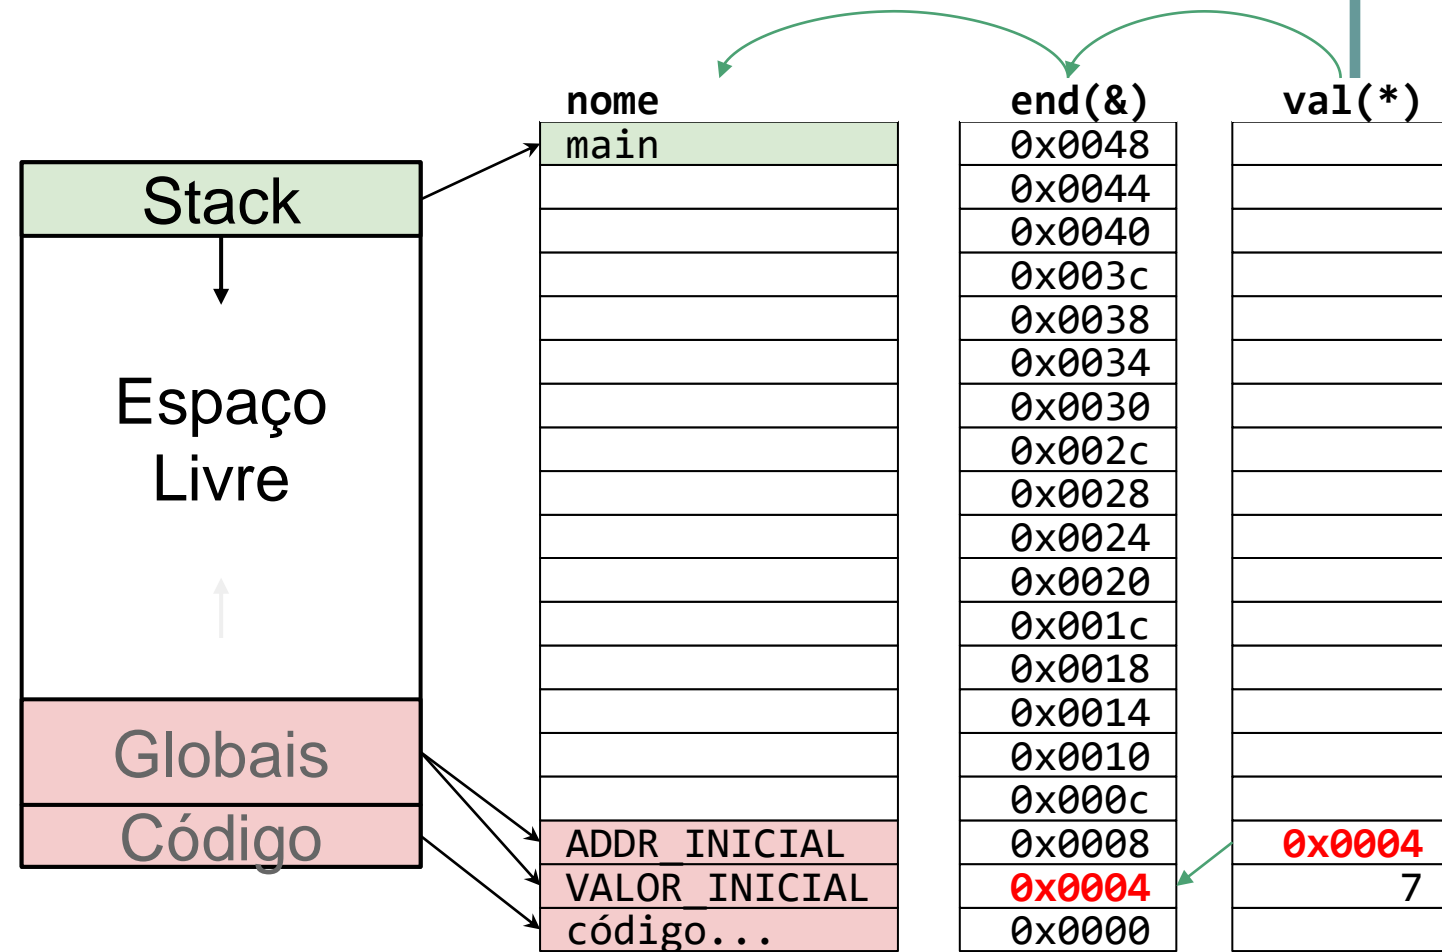 nome end(&) val(*)
main 0x0048
Stack 0x0044
0x0040
0x003c
0x0038
0x0034
Espaço 0x0030
0x002c
Livre 0x0028
0x0024
0x0020
0x001c
0x0018
0x0014
Globais 0x0010
0x000c
Código ADDR_INICIAL 0x0008 0x0004
VALOR_INICIAL 0x0004 7
código... 0x0000